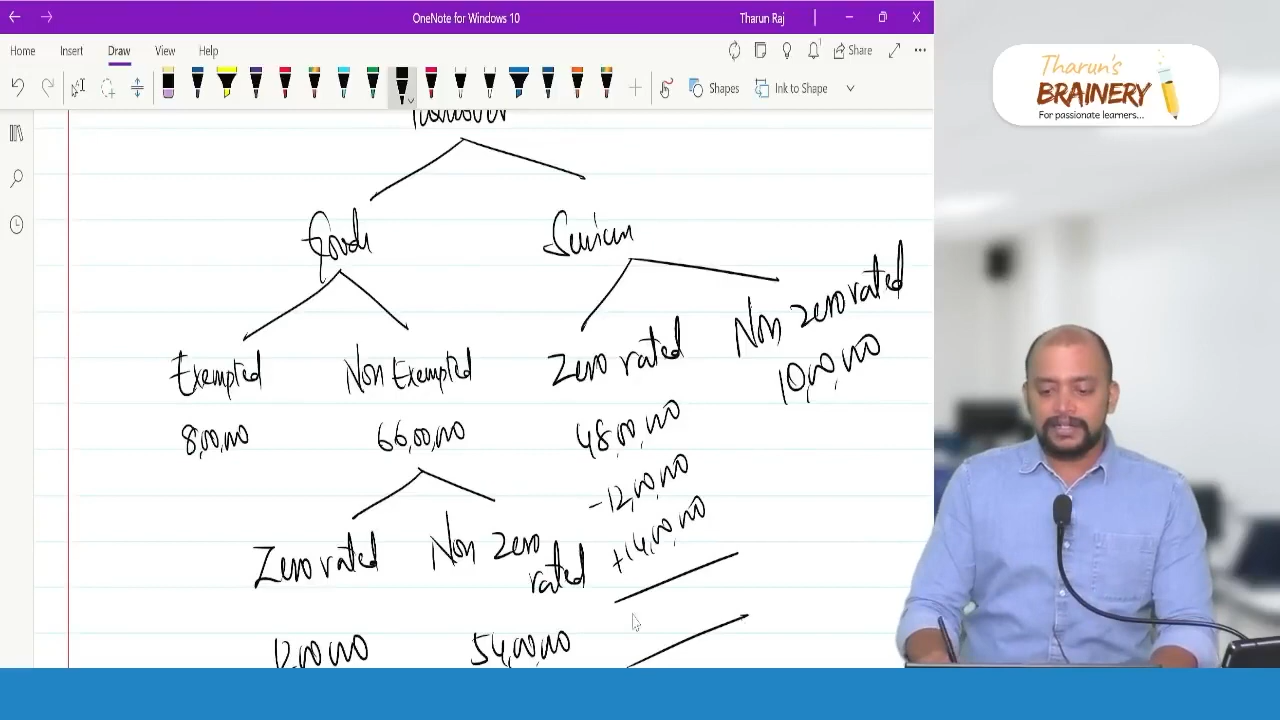 OneNote for Windows 10
Tharun Raj
Home Insert Draw View Help
Share
Shapes
Ink to Shape
Tharun's
BRAINERY
For passionate learners...
Turnover
Goods
Services
Exempted
8,00,000
Non Exempted
66,00,000
Zero rated
48,00,000
-12,00,000
+14,00,000
Non zero rated
10,00,000
Zero rated
12,00,000
Non zero
rated
54,00,000